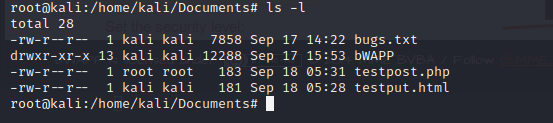 root@kali:/home/kali/Documents# ls -l
total 28
-rw-r--r-- 1 kali kali 7858 Sep 17 14:22 bugs.txt
drwxr-xr-x 13 kali kali 12288 Sep 17 15:53 bWAPP
-rw-r--r-- 1 root root 183 Sep 18 05:31 testpost.php
-rw-r--r-- 1 kali kali 181 Sep 18 05:28 testput.html
root@kali:/home/kali/Documents#